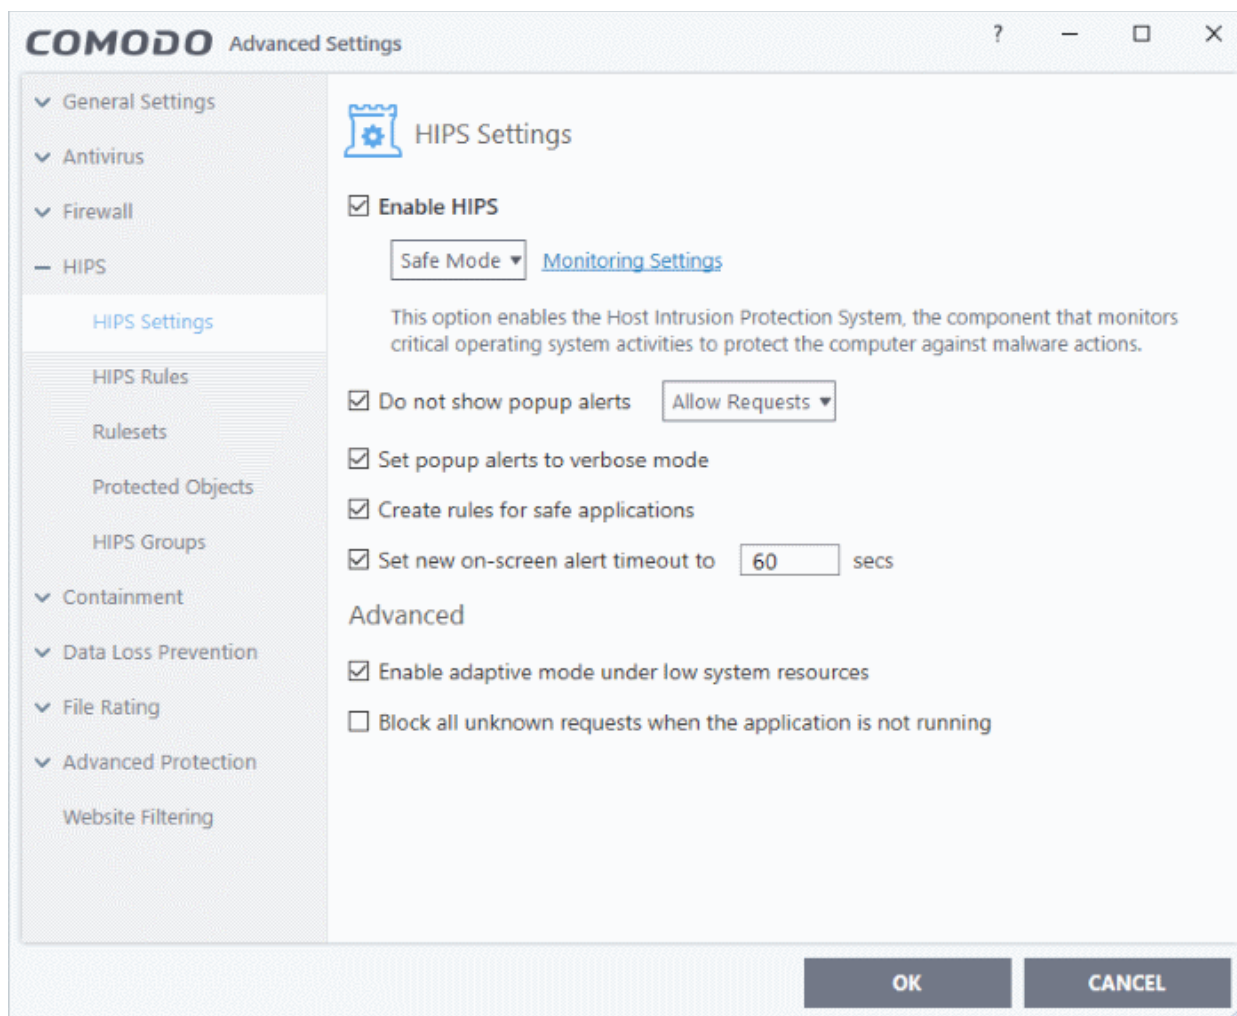 COMODO Advanced Settings ?
General Settings
Antivirus
Firewall
HIPS
HIPS Settings
HIPS Rules
Rulesets
Protected Objects
HIPS Groups
Containment
Data Loss Prevention
File Rating
Advanced Protection
Website Filtering
HIPS Settings
Enable HIPS
Safe Mode Monitoring Settings
This option enables the Host Intrusion Protection System, the component that monitors
critical operating system activities to protect the computer against malware actions.
Do not show popup alerts Allow Requests
Set popup alerts to verbose mode
Create rules for safe applications
Set new on-screen alert timeout to 60 secs
Advanced
Enable adaptive mode under low system resources
Block all unknown requests when the application is not running
OK CANCEL